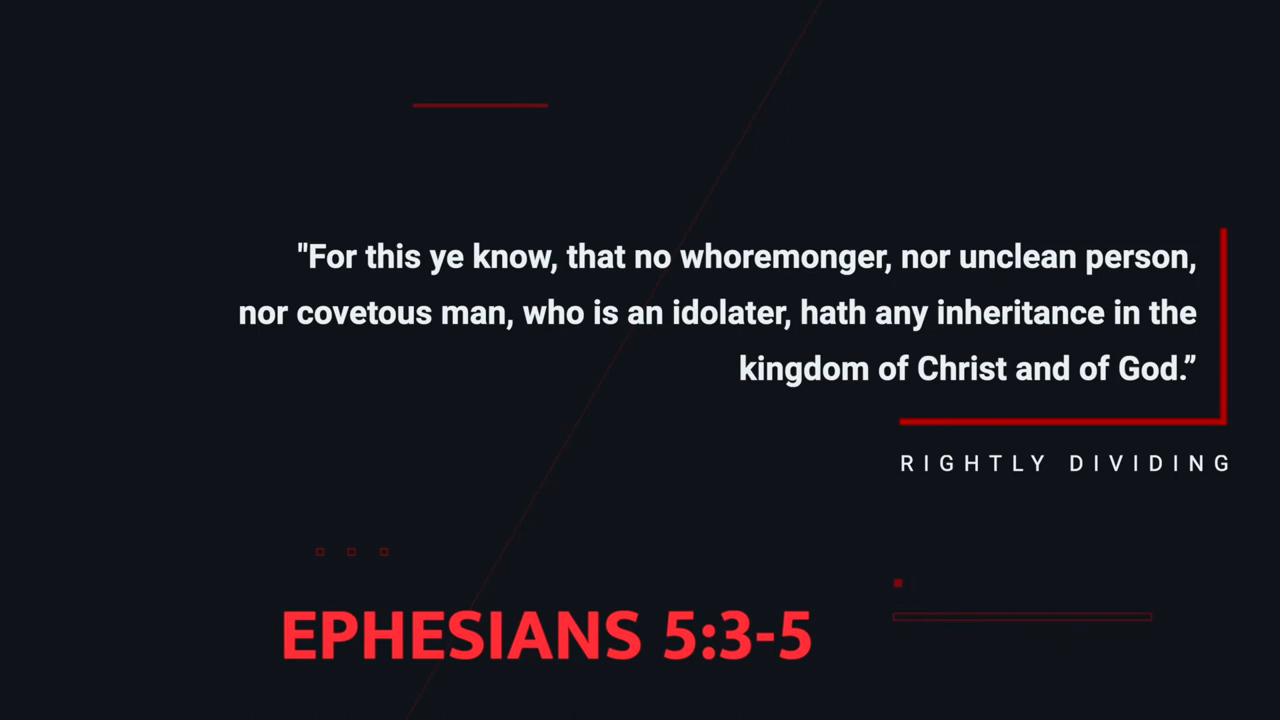 "For this ye know, that no whoremonger, nor unclean person,
nor covetous man, who is an idolater, hath any inheritance in the
kingdom of Christ and of God.”
RIGHTLY DIVIDING
EPHESIANS 5:3-5